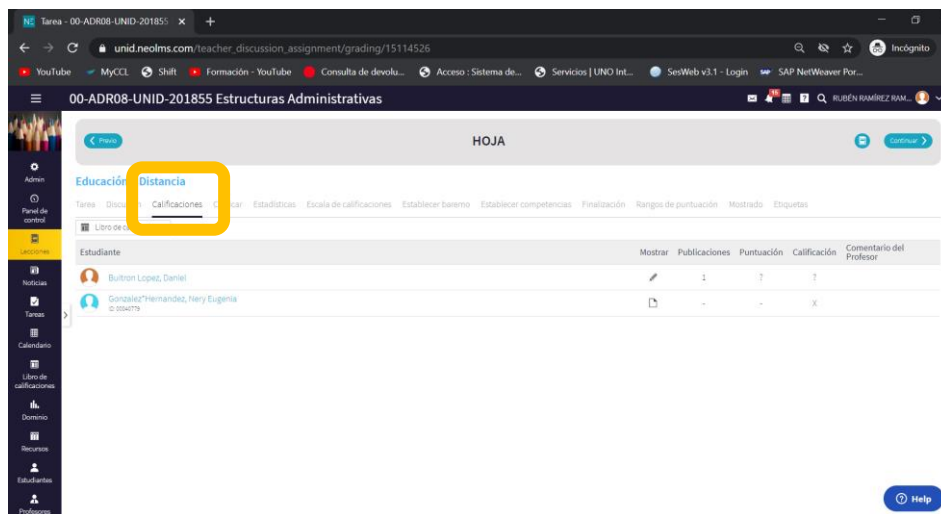 Tarea - 00-ADR08-UNID-201855
unid.neolms.com/teacher_discussion_assignment/grading/15114526
Incógnito
YouTube MyCCL Shift Formación - YouTube Consulta de devolu... Acceso : Sistema de... Servicios | UNO Int... SesWeb v3.1 - Login SAP NetWeaver Por...
00-ADR08-UNID-201855 Estructuras Administrativas
RUBÉN RAMÍREZ RAM...
Previo
HOJA
Continuar
Admin
Panel de
control
Lecciones
Noticias
Tareas
Calendario
Libro de
calificaciones
Dominio
Recursos
Estudiantes
Profesores
Educación Distancia
Tarea Calificaciones Estadísticas Escala de calificaciones Establecer baremo Establecer competencias Finalización Rangos de puntuación Mostrado Etiquetas
Libro de
Estudiante Mostrar Publicaciones Puntuación Calificación Comentario del
Profesor
Buitron Lopez, Daniel 1 ? ?
Gonzalez*Hernandez, Nery Eugenia - - X
Help